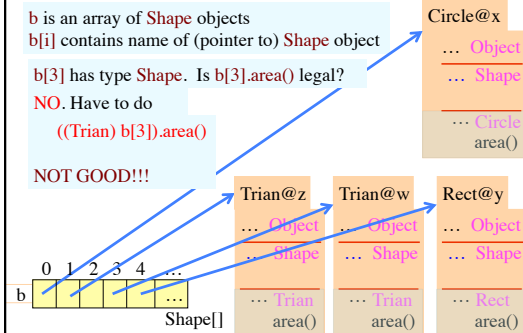 b is an array of Shape objects
b[i] contains name of (pointer to) Shape object
b[3] has type Shape. Is b[3].area() legal?
NO. Have to do
((Trian) b[3]).area()
NOT GOOD!!!
Circle@x
… Object
… Shape
… Circle
area()
Trian@z Trian@w Rect@y
… Object … Object … Object
… Shape … Shape … Shape
… Trian … Trian … Rect
area() area() area()
0 1 2 3 4 …
b …
Shape[]